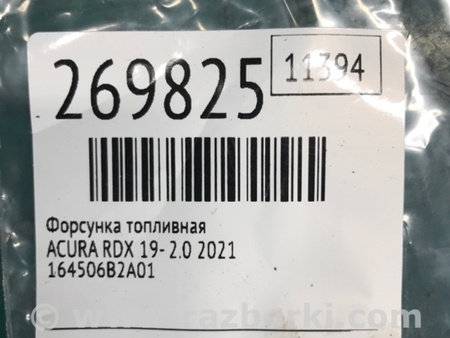 269825
11394
Форсунка топливная
ACURA RDX 19- 2.0 2021
164506B2A01